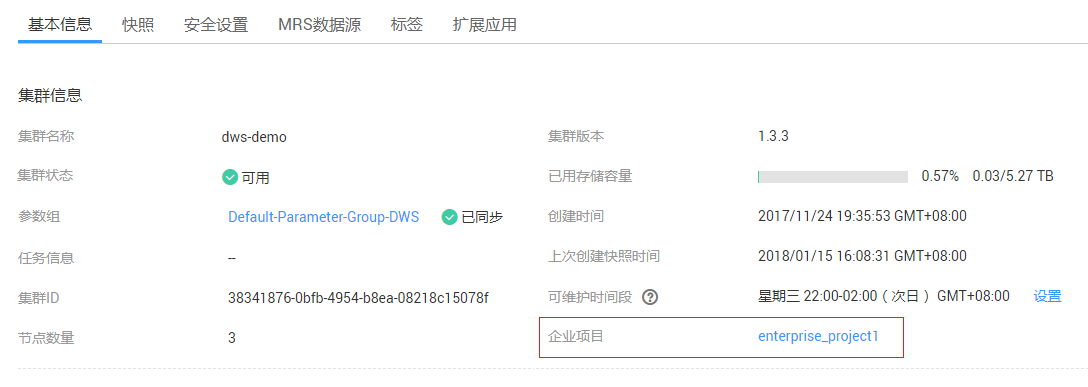 基本信息 快照 安全设置 MRS数据源 标签 扩展应用
集群信息
集群名称 dws-demo 集群版本 1.3.3
集群状态 可用 已用存储容量 0.57% 0.03/5.27 TB
参数组 Default-Parameter-Group-DWS 已同步 创建时间 2017/11/24 19:35:53 GMT+08:00
任务信息 -- 上次创建快照时间 2018/01/15 16:08:31 GMT+08:00
集群ID 38341876-0bfb-4954-b8ea-08218c15078f 可维护时间段 ? 星期三 22:00-02:00 ( 次日 ) GMT+08:00 设置
节点数量 3 企业项目 enterprise_project1